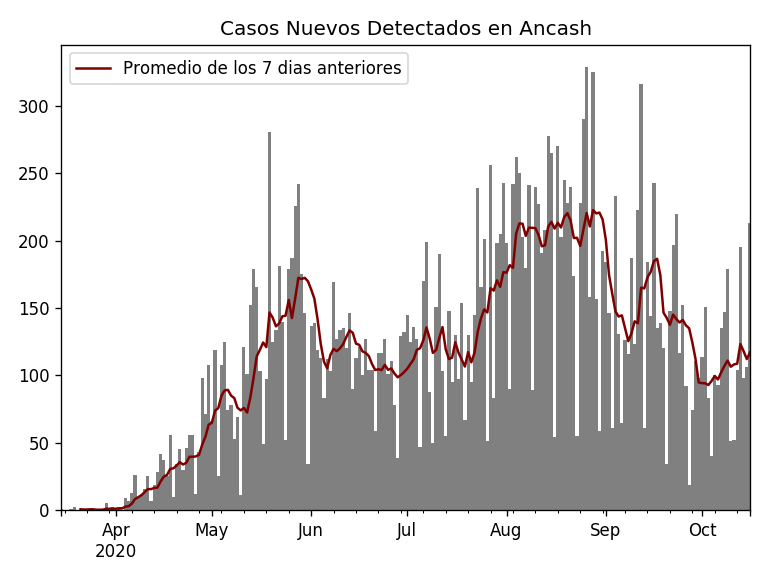 Casos Nuevos Detectados en Ancash
Promedio de los 7 dias anteriores
300
250
200
150
100
50
0
Apr May Jun Jul Aug Sep Oct
2020